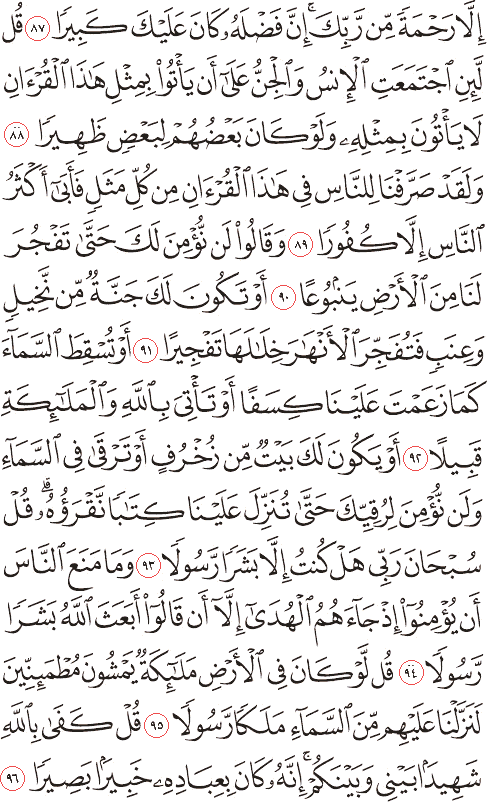 إِلَّا رَحْمَةً مِّن رَّبِّكَ ۚ إِنَّ فَضْلَهُۥ كَانَ عَلَيْكَ كَبِيرًا ٨٧ قُل
لَّئِنِ ٱجْتَمَعَتِ ٱلْإِنسُ وَٱلْجِنُّ عَلَىٰٓ أَن يَأْتُوا۟ بِمِثْلِ هَـٰذَا ٱلْقُرْءَانِ
لَا يَأْتُونَ بِمِثْلِهِۦ وَلَوْ كَانَ بَعْضُهُمْ لِبَعْضٍ ظَهِيرًا ٨٨
وَلَقَدْ صَرَّفْنَا لِلنَّاسِ فِى هَـٰذَا ٱلْقُرْءَانِ مِن كُلِّ مَثَلٍ فَأَبَىٰٓ أَكْثَرُ
ٱلنَّاسِ إِلَّا كُفُورًا ٨٩ وَقَالُوا۟ لَن نُّؤْمِنَ لَكَ حَتَّىٰ تَفْجُرَ
لَنَا مِنَ ٱلْأَرْضِ يَنۢبُوعًا ٩٠ أَوْ تَكُونَ لَكَ جَنَّةٌ مِّن نَّخِيلٍ
وَعِنَبٍ فَتُفَجِّرَ ٱلْأَنْهَـٰرَ خِلَـٰلَهَا تَفْجِيرًا ٩١ أَوْ تُسْقِطَ ٱلسَّمَآءَ
كَمَا زَعَمْتَ عَلَيْنَا كِسَفًا أَوْ تَأْتِىَ بِٱللَّهِ وَٱلْمَلَـٰٓئِكَةِ
قَبِيلًا ٩٢ أَوْ يَكُونَ لَكَ بَيْتٌ مِّن زُخْرُفٍ أَوْ تَرْقَىٰ فِى ٱلسَّمَآءِ
وَلَن نُّؤْمِنَ لِرُقِيِّكَ حَتَّىٰ تُنَزِّلَ عَلَيْنَا كِتَـٰبًا نَّقْرَؤُهُۥ ۗ قُلْ
سُبْحَانَ رَبِّى هَلْ كُنتُ إِلَّا بَشَرًا رَّسُولًا ٩٣ وَمَا مَنَعَ ٱلنَّاسَ
أَن يُؤْمِنُوٓا۟ إِذْ جَآءَهُمُ ٱلْهُدَىٰٓ إِلَّآ أَن قَالُوٓا۟ أَبَعَثَ ٱللَّهُ بَشَرًا
رَّسُولًا ٩٤ قُل لَّوْ كَانَ فِى ٱلْأَرْضِ مَلَـٰٓئِكَةٌ يَمْشُونَ مُطْمَئِنِّينَ
لَنَزَّلْنَا عَلَيْهِم مِّنَ ٱلسَّمَآءِ مَلَكًا رَّسُولًا ٩٥ قُلْ كَفَىٰ بِٱللَّهِ
شَهِيدًۢا بَيْنِى وَبَيْنَكُمْ ۚ إِنَّهُۥ كَانَ بِعِبَادِهِۦ خَبِيرًۢا بَصِيرًا ٩٦